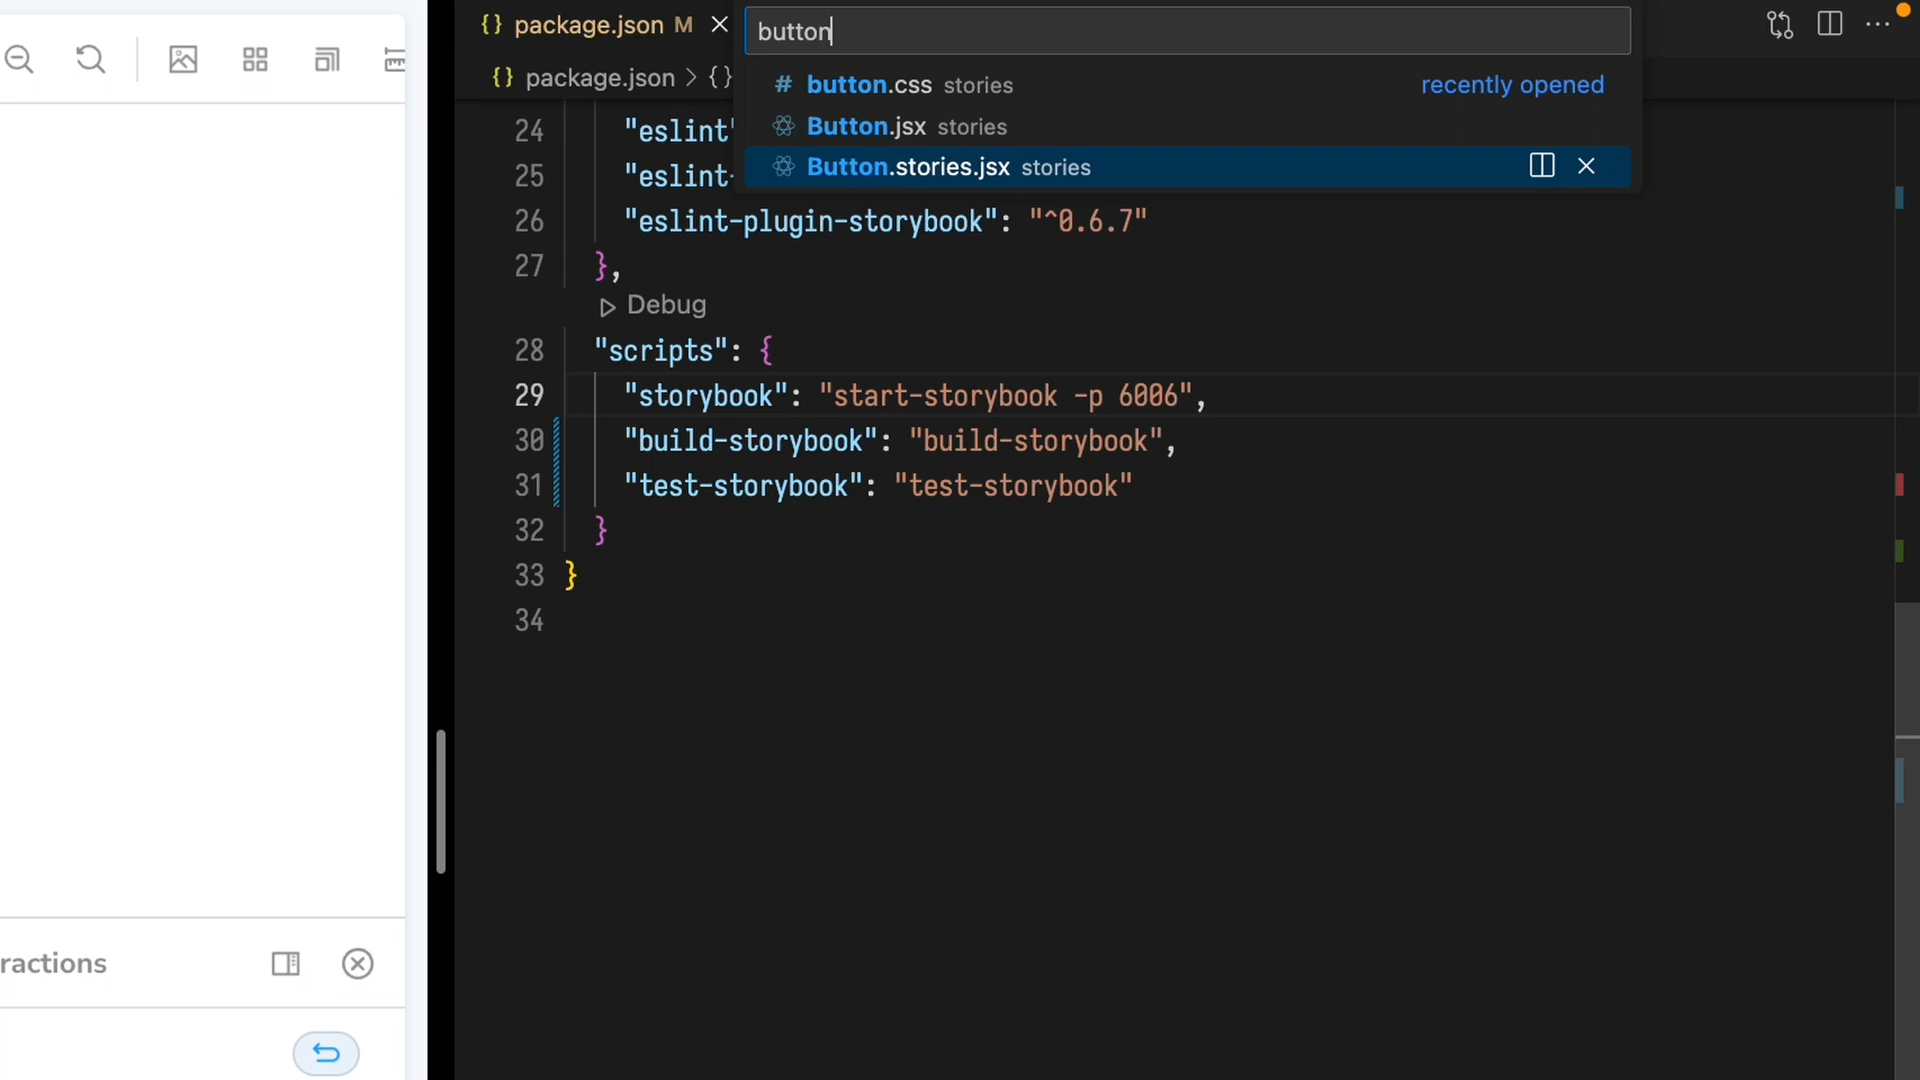 package.json M
button
package.json > {}
# button.css stories recently opened
Button.jsx stories
Button.stories.jsx stories
24 "eslint"
25 "eslint-
26 "eslint-plugin-storybook": "^0.6.7"
27 },
Debug
28 "scripts": {
29 "storybook": "start-storybook -p 6006",
30 "build-storybook": "build-storybook",
31 "test-storybook": "test-storybook"
32 }
33 }
34
ractions